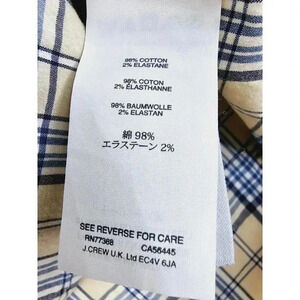 98% COTTON
2% ELASTANE
98% COTON
2% ELASTHANNE
98% BAUMWOLLE
2% ELASTAN
綿 98%
エラステーン 2%
SEE REVERSE FOR CARE
RN77388 CA56445
J.CREW U.K. Ltd EC4V 6JA